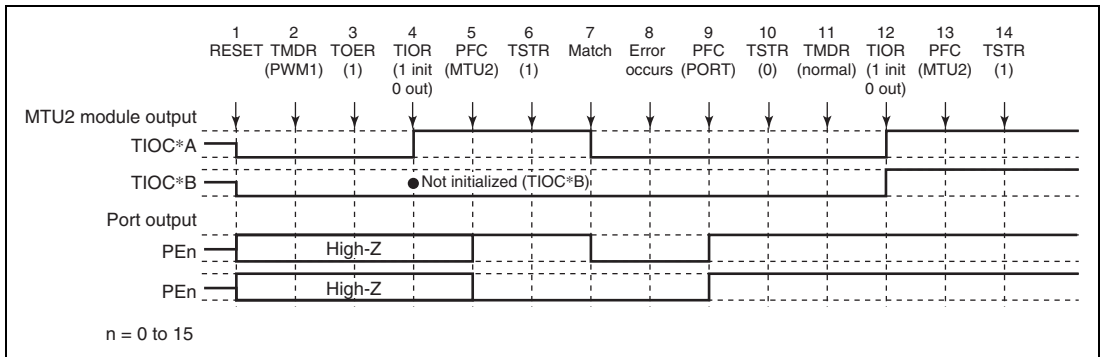 1 2 3 4 5 6 7 8 9 10 11 12 13 14
RESET TMDR TOER TIOR PFC TSTR Match Error PFC TSTR TMDR TIOR PFC TSTR
(PWM1) (1) (1 init (MTU2) (1) occurs (PORT) (0) (normal) (1 init (MTU2) (1)
0 out) 0 out)
MTU2 module output
TIOC*A
TIOC*B Not initialized (TIOC*B)
Port output
PEn High-Z
PEn High-Z
n = 0 to 15